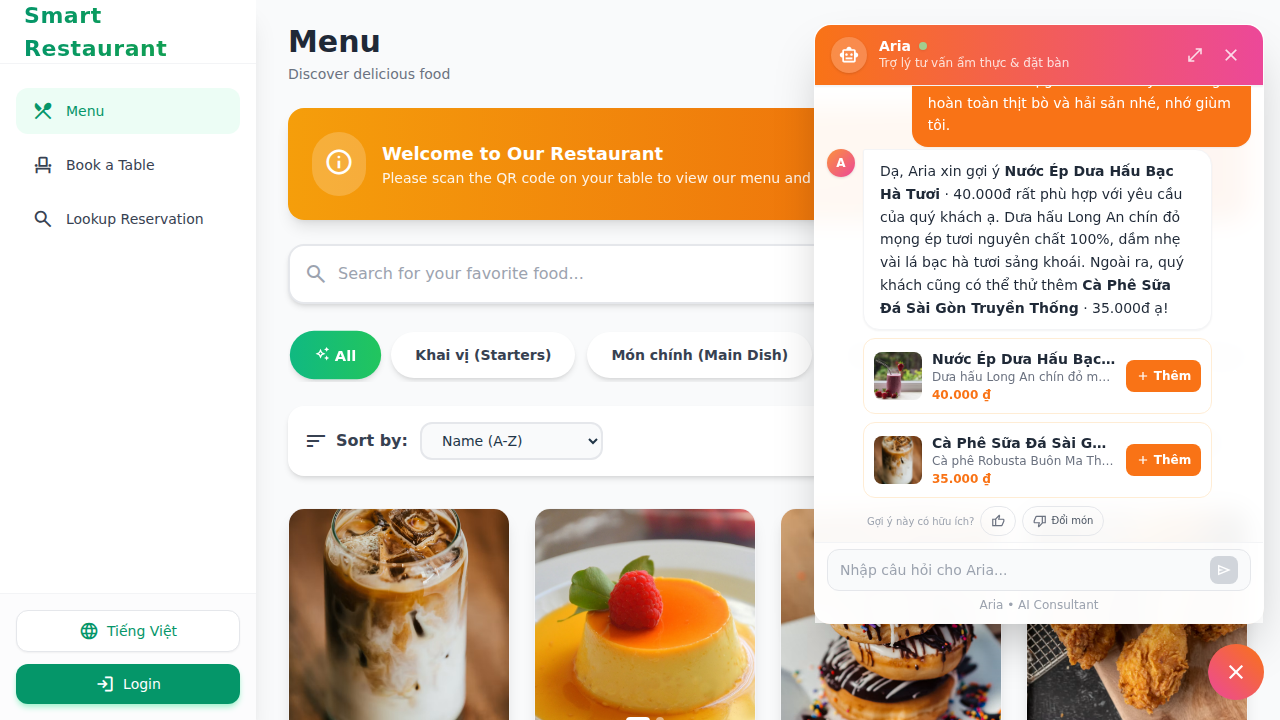 Smart
Restaurant
Menu
Book a Table
Lookup Reservation
Tiếng Việt
Login
Menu
Discover delicious food
Welcome to Our Restaurant
Please scan the QR code on your table to view our menu and
Search for your favorite food...
All
Khai vị (Starters)
Món chính (Main Dish)
Sort by:
Name (A-Z)
Aria
Trợ lý tư vấn ẩm thực & đặt bàn
hoàn toàn thịt bò và hải sản nhé, nhớ giùm
tôi.
A
Dạ, Aria xin gợi ý Nước Ép Dưa Hấu Bạc
Hà Tươi · 40.000đ rất phù hợp với yêu cầu
của quý khách ạ. Dưa hấu Long An chín đỏ
mọng ép tươi nguyên chất 100%, dầm nhẹ
vài lá bạc hà tươi sảng khoái. Ngoài ra, quý
khách cũng có thể thử thêm Cà Phê Sữa
Đá Sài Gòn Truyền Thống · 35.000đ ạ!
Nước Ép Dưa Hấu Bạc...
Dưa hấu Long An chín đỏ m...
40.000 ₫
+ Thêm
Cà Phê Sữa Đá Sài G...
Cà phê Robusta Buôn Ma Th...
35.000 ₫
+ Thêm
Gợi ý này có hữu ích?
Đổi món
Nhập câu hỏi cho Aria...
Aria • AI Consultant